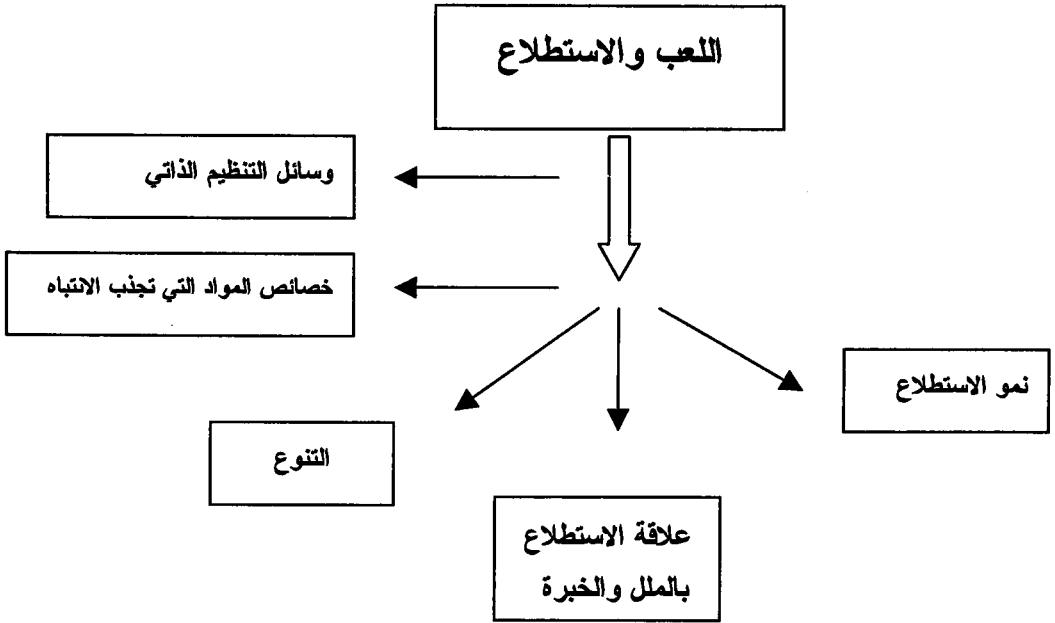 اللعب والاستطلاع
وسائل التنظيم الذاتي
خصائص المواد التي تجذب الانتباه
نمو الاستطلاع
التنوع
علاقة الاستطلاع
بالملل والخبرة